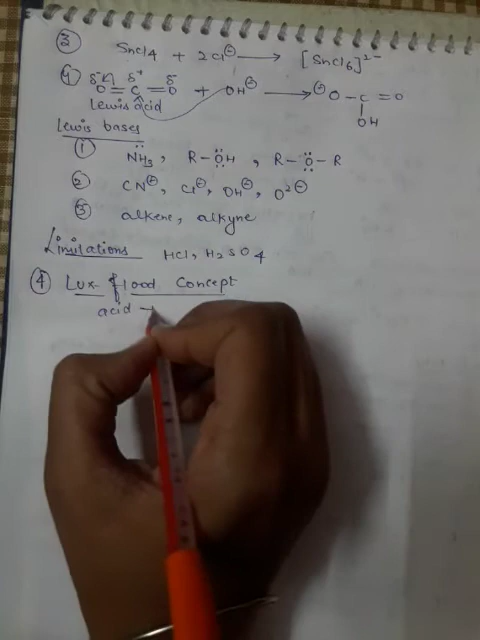 ③ SnCl4 + 2Cl⊖ → [SnCl6]2-
④ δ- δ+ δ-
O=C=O + OH⊖ → ⊖O-C=O
Lewis acid
OH
Lewis bases
① NH3, R-OH, R-O-R
② CN⊖, Cl⊖, OH⊖, O2⊖
③ alkene, alkyne
Limitations HCl, H2SO4
④ Lux-flood Concept
acid →